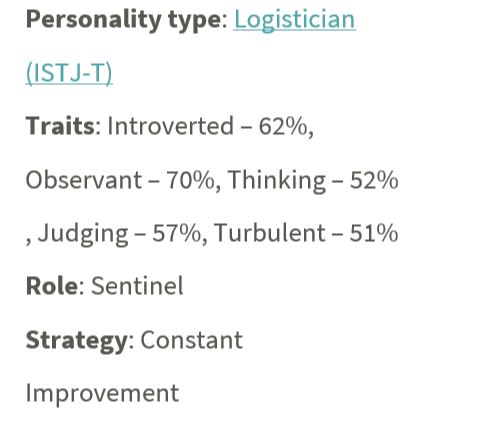 Personality type: Logistician
(ISTJ-T)
Traits: Introverted – 62%,
Observant – 70%, Thinking – 52%
, Judging – 57%, Turbulent – 51%
Role: Sentinel
Strategy: Constant
Improvement